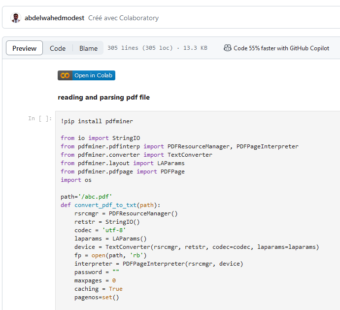 abdelwahedmodest Créé avec Colaboratory
Preview Code Blame 305 lines (305 loc) · 13.3 KB Code 55% faster with GitHub Copilot
Open in Colab
reading and parsing pdf file
In [ ]: !pip install pdfminer
from io import StringIO
from pdfminer.pdfinterp import PDFResourceManager, PDFPageInterpreter
from pdfminer.converter import TextConverter
from pdfminer.layout import LAParams
from pdfminer.pdfpage import PDFPage
import os
path='/abc.pdf'
def convert_pdf_to_txt(path):
    rsrcmgr = PDFResourceManager()
    retstr = StringIO()
    codec = 'utf-8'
    laparams = LAParams()
    device = TextConverter(rsrcmgr, retstr, codec=codec, laparams=laparams)
    fp = open(path, 'rb')
    interpreter = PDFPageInterpreter(rsrcmgr, device)
    password = ""
    maxpages = 0
    caching = True
    pagenos=set()